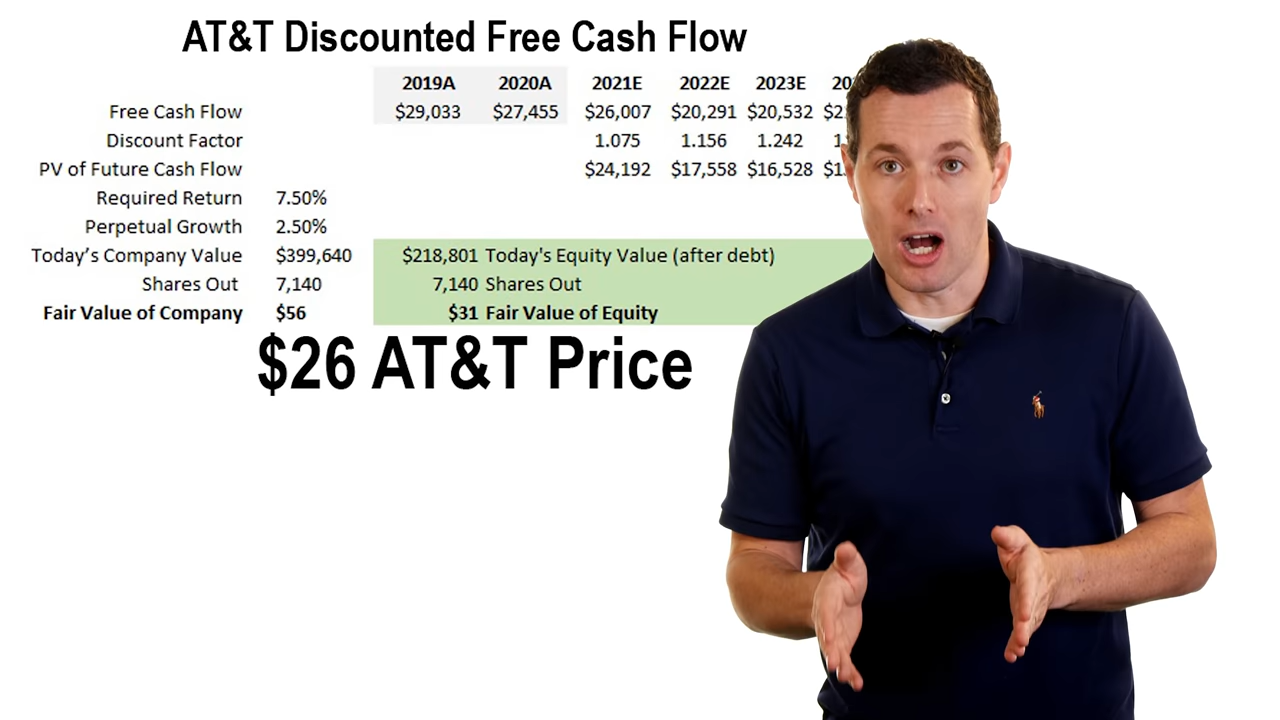 AT&T Discounted Free Cash Flow
2019A 2020A 2021E 2022E 2023E
Free Cash Flow $29,033 $27,455 $26,007 $20,291 $20,532
Discount Factor 1.075 1.156 1.242
PV of Future Cash Flow $24,192 $17,558 $16,528
Required Return 7.50%
Perpetual Growth 2.50%
Today's Company Value $399,640 $218,801 Today's Equity Value (after debt)
Shares Out 7,140 7,140 Shares Out
Fair Value of Company $56 $31 Fair Value of Equity
$26 AT&T Price